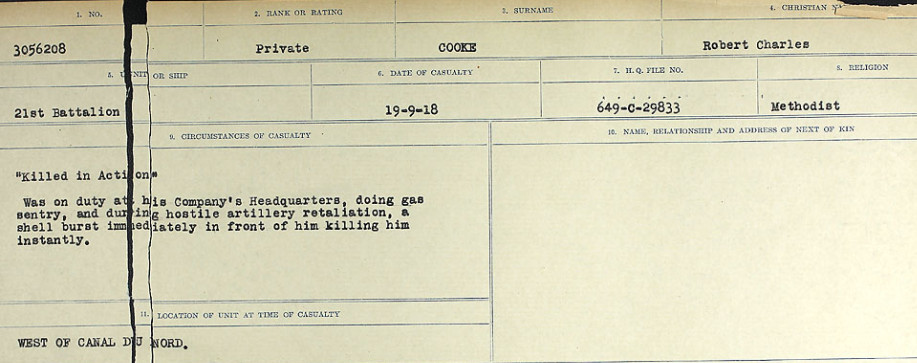 1. NO. 2. RANK OR RATING 3. SURNAME 4. CHRISTIAN
3056208 Private COOKE Robert Charles
5. UNIT OR SHIP 6. DATE OF CASUALTY 7. H.Q. FILE NO. 8. RELIGION
21st Battalion 19-9-18 649-C-29833 Methodist
9. CIRCUMSTANCES OF CASUALTY 10. NAME, RELATIONSHIP AND ADDRESS OF NEXT OF KIN
"Killed in Action"
Was on duty at his Company's Headquarters, doing gas
sentry, and during hostile artillery retaliation, a
shell burst immediately in front of him killing him
instantly.
11. LOCATION OF UNIT AT TIME OF CASUALTY
WEST OF CANAL DU NORD.